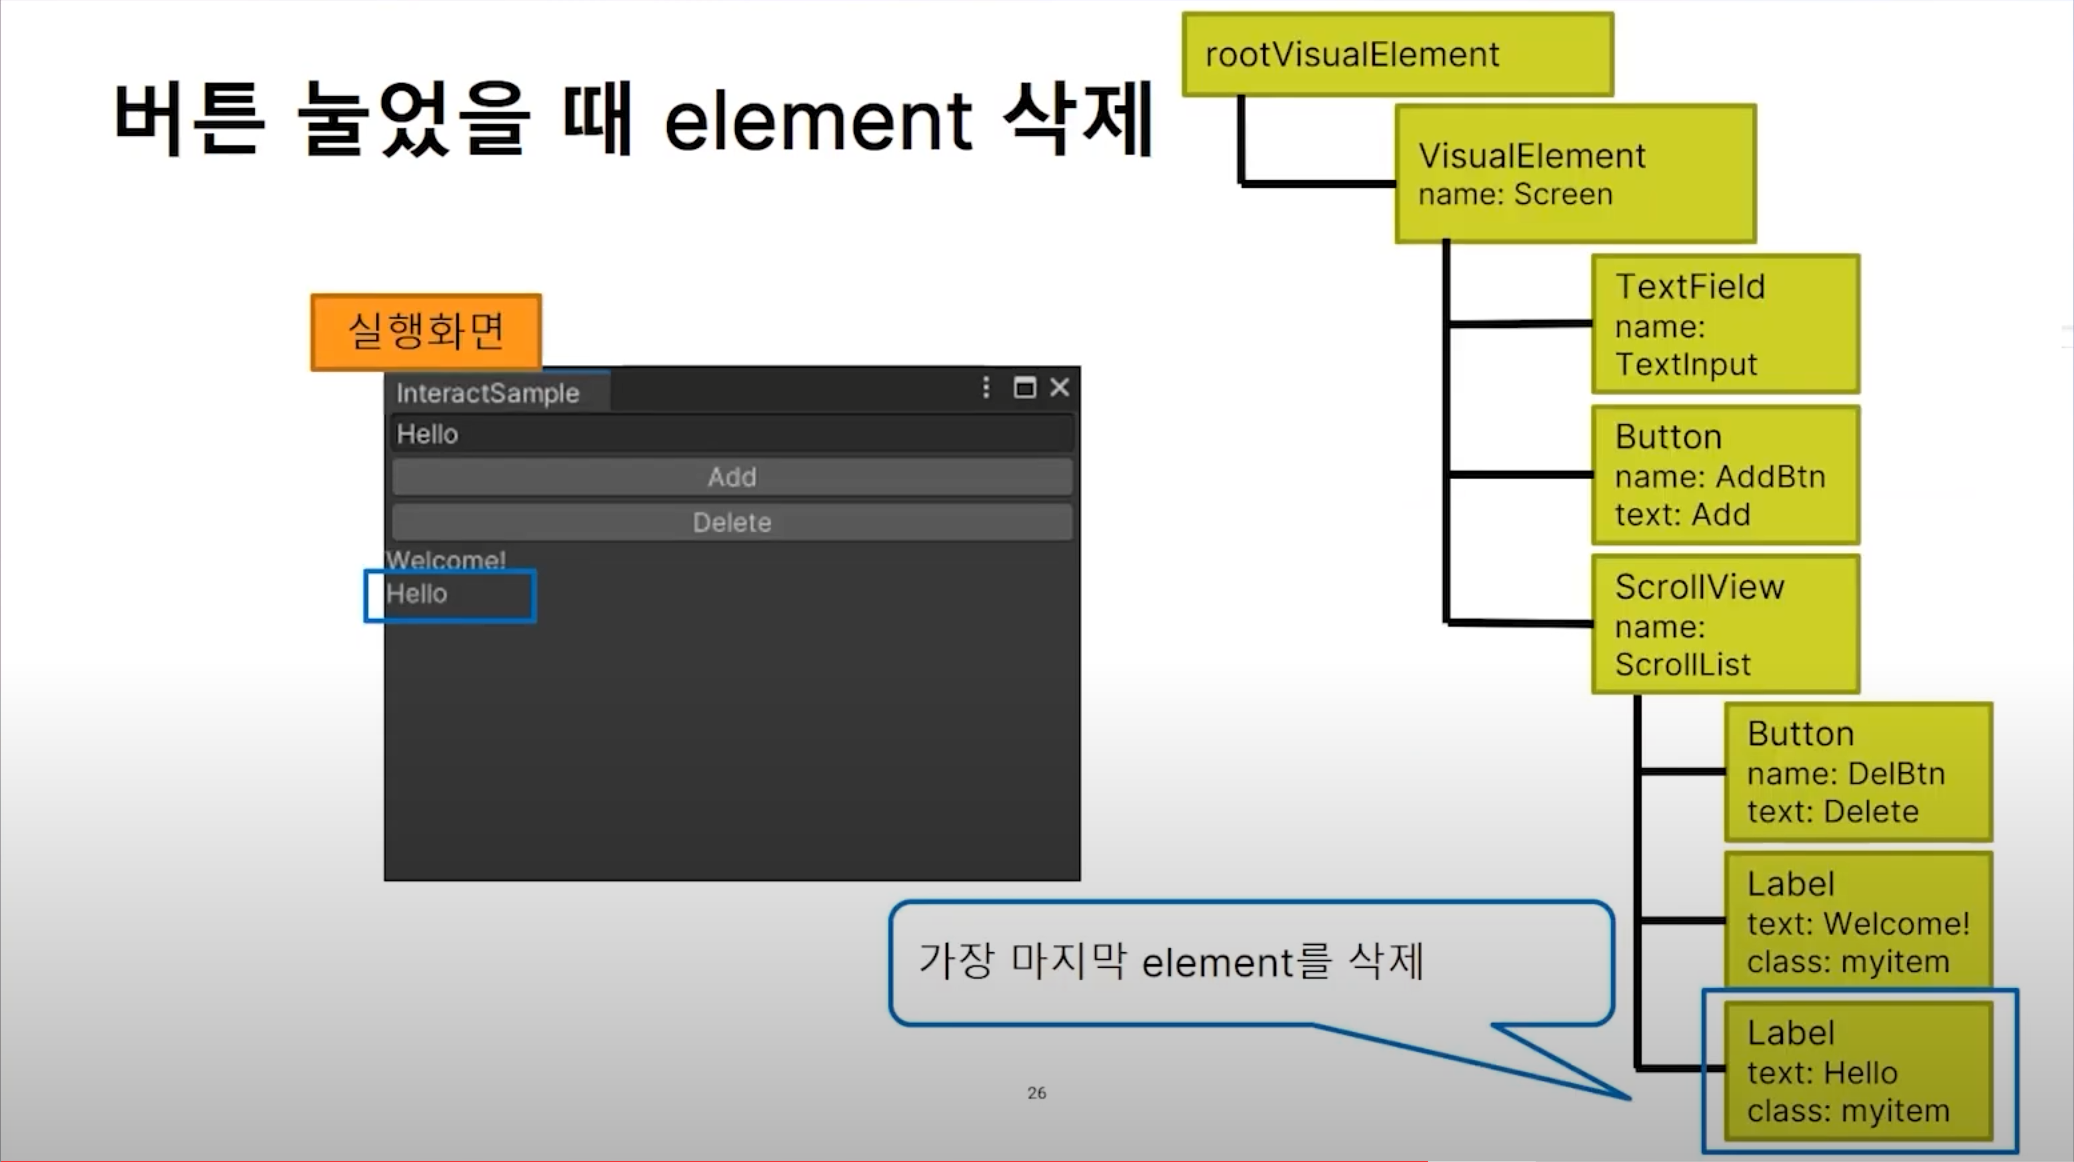 버튼 눌었을 때 element 삭제
rootVisualElement
VisualElement
name: Screen
TextField
name:
TextInput
Button
name: AddBtn
text: Add
ScrollView
name:
ScrollList
Button
name: DelBtn
text: Delete
Label
text: Welcome!
class: myitem
Label
text: Hello
class: myitem
실행화면
InteractSample
Hello
Add
Delete
Welcome!
Hello
가장 마지막 element를 삭제
26